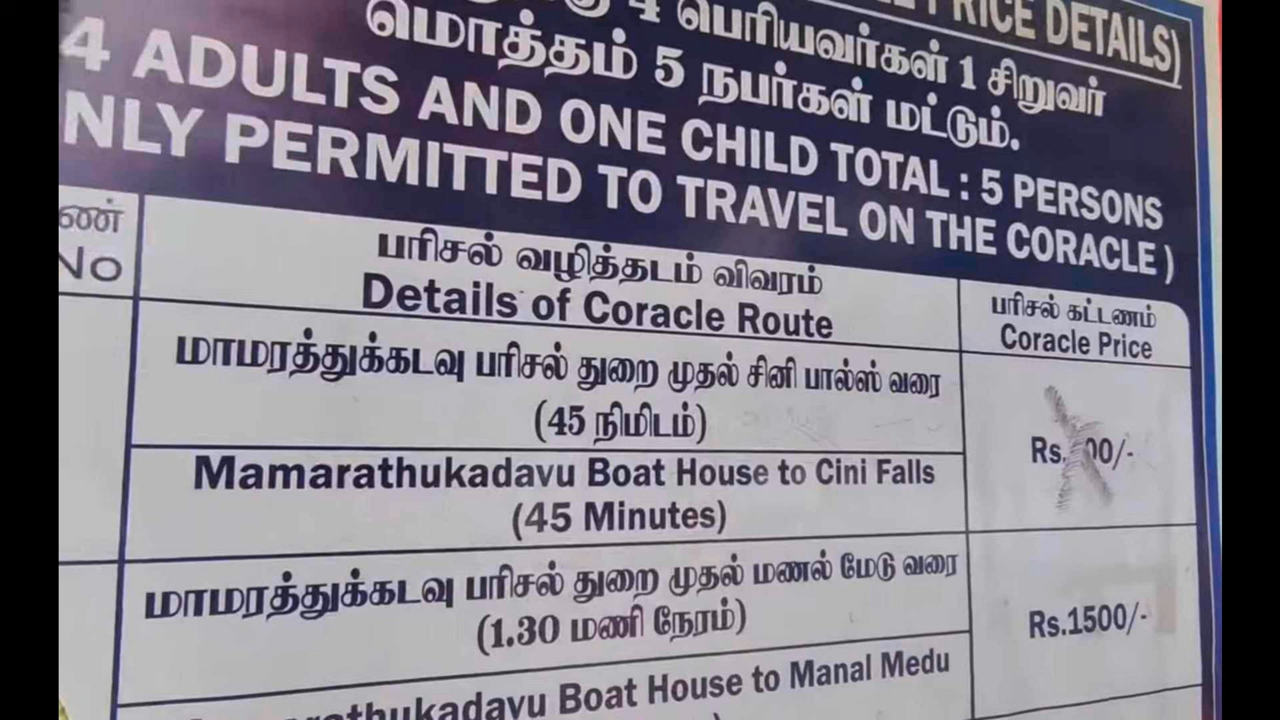 PRICE DETAILS)
4 பெரியவர்கள் 1 சிறுவர்
மொத்தம் 5 நபர்கள் மட்டும்.
4 ADULTS AND ONE CHILD TOTAL : 5 PERSONS
NLY PERMITTED TO TRAVEL ON THE CORACLE )
ண்
No
பரிசல் வழித்தடம் விவரம்
Details of Coracle Route
பரிசல் கட்டணம்
Coracle Price
மாமரத்துக்கடவு பரிசல் துறை முதல் சினி பால்ஸ் வரை
(45 நிமிடம்)
Mamarathukadavu Boat House to Cini Falls
(45 Minutes)
Rs. 00/-
மாமரத்துக்கடவு பரிசல் துறை முதல் மணல் மேடு வரை
(1.30 மணி நேரம்)
Rs.1500/-
arathukadavu Boat House to Manal Medu